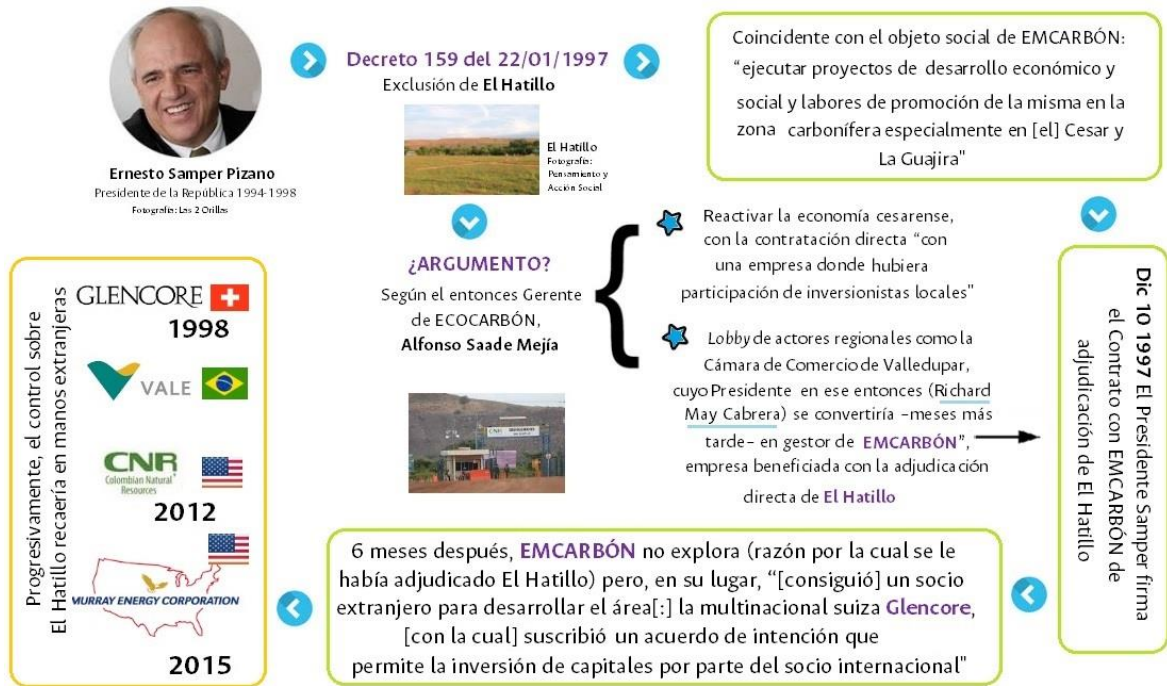 Ernesto Samper Pizano
Presidente de la República 1994-1998
Fotografía: Las 2 Orillas
Decreto 159 del 22/01/1997
Exclusión de El Hatillo
El Hatillo
Fotografía:
Pensamiento y
Acción Social
Coincidente con el objeto social de EMCARBÓN:
“ejecutar proyectos de desarrollo económico y
social y labores de promoción de la misma en la
zona carbonífera especialmente en [el] Cesar y
La Guajira"
¿ARGUMENTO?
Según el entonces Gerente
de ECOCARBÓN,
Alfonso Saade Mejía
Reactivar la economía cesarense,
con la contratación directa “con
una empresa donde hubiera
participación de inversionistas locales”
Lobby de actores regionales como la
Cámara de Comercio de Valledupar,
cuyo Presidente en ese entonces (Richard
May Cabrera) se convertiría –meses más
tarde– en gestor de EMCARBÓN”,
empresa beneficiada con la adjudicación
directa de El Hatillo
Dic 10 1997 El Presidente Samper firma
el Contrato con EMCARBÓN de
adjudicación de El Hatillo
6 meses después, EMCARBÓN no explora (razón por la cual se le
había adjudicado El Hatillo) pero, en su lugar, “[consiguió] un socio
extranjero para desarrollar el área[:] la multinacional suiza Glencore,
[con la cual] suscribió un acuerdo de intención que
permite la inversión de capitales por parte del socio internacional"
Progresivamente, el control sobre
El Hatillo recaería en manos extranjeras
GLENCORE
1998
VALE
CNR
Colombian Natural
Resources
2012
MURRAY ENERGY CORPORATION
2015
CNR